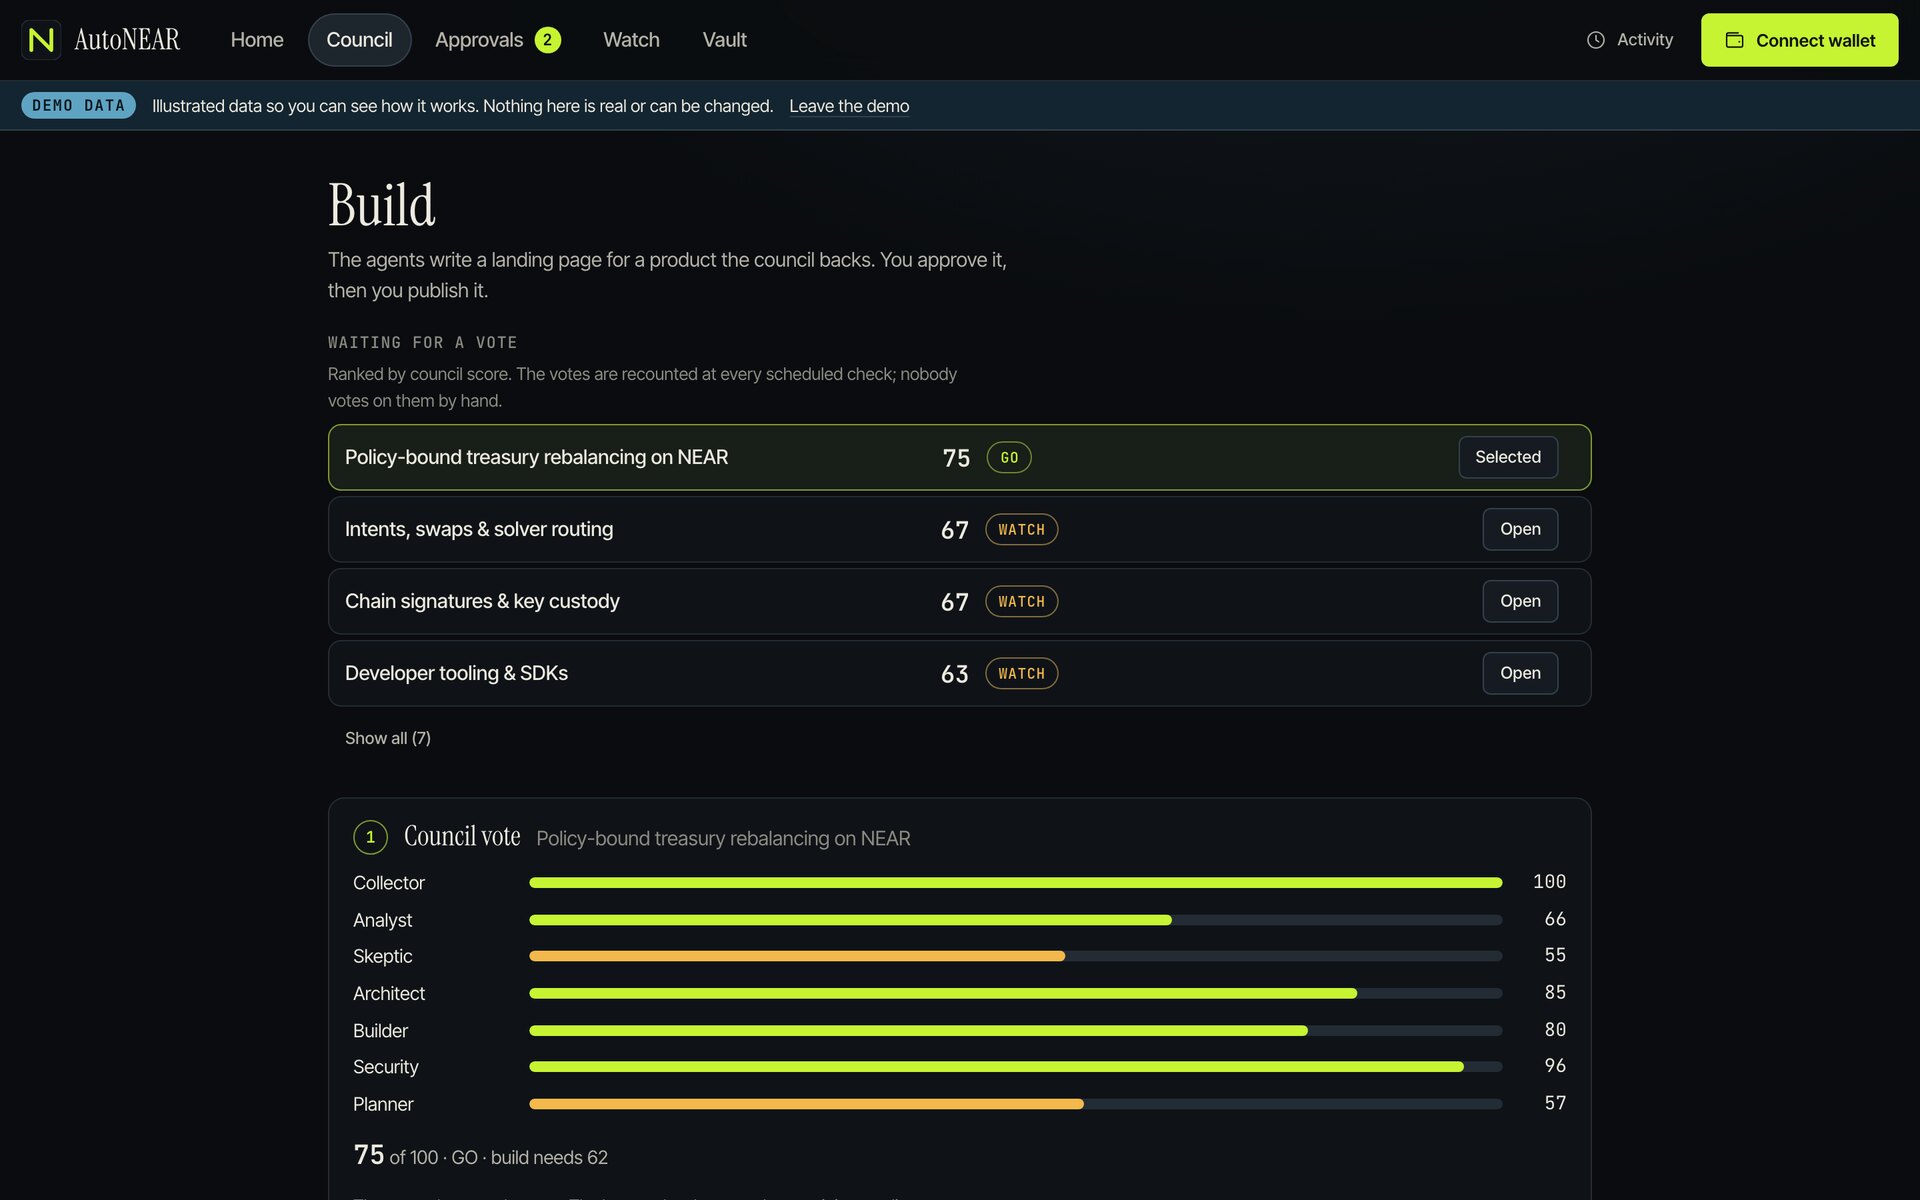 AutoNEAR
Home
Council
Approvals 2
Watch
Vault
Activity
Connect wallet
DEMO DATA
Illustrated data so you can see how it works. Nothing here is real or can be changed. Leave the demo
Build
The agents write a landing page for a product the council backs. You approve it,
then you publish it.
WAITING FOR A VOTE
Ranked by council score. The votes are recounted at every scheduled check; nobody
votes on them by hand.
Policy-bound treasury rebalancing on NEAR 75 GO Selected
Intents, swaps & solver routing 67 WATCH Open
Chain signatures & key custody 67 WATCH Open
Developer tooling & SDKs 63 WATCH Open
Show all (7)
1 Council vote Policy-bound treasury rebalancing on NEAR
Collector 100
Analyst 66
Skeptic 55
Architect 85
Builder 80
Security 96
Planner 57
75 of 100 · GO · build needs 62